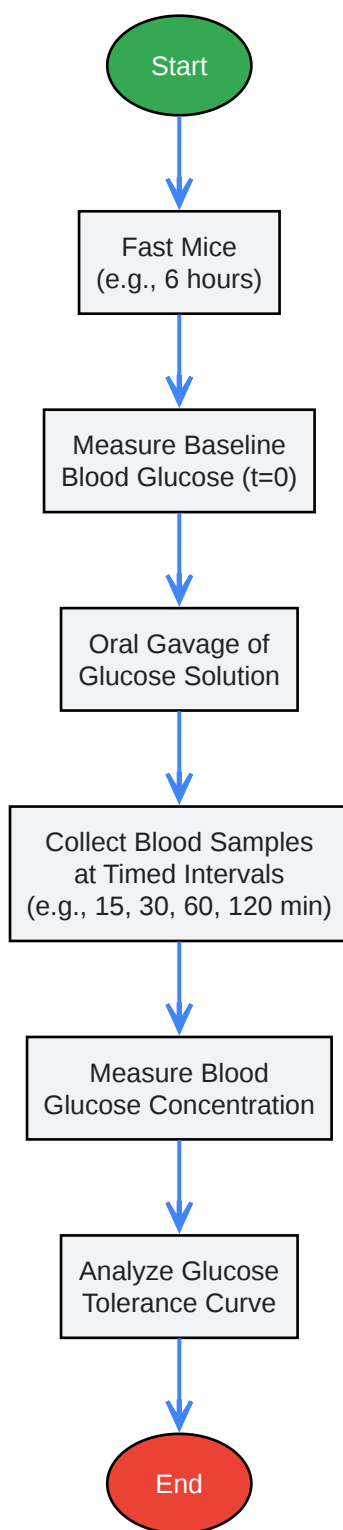 Start
Fast Mice
(e.g., 6 hours)
Measure Baseline
Blood Glucose (t=0)
Oral Gavage of
Glucose Solution
Collect Blood Samples
at Timed Intervals
(e.g., 15, 30, 60, 120 min)
Measure Blood
Glucose Concentration
Analyze Glucose
Tolerance Curve
End